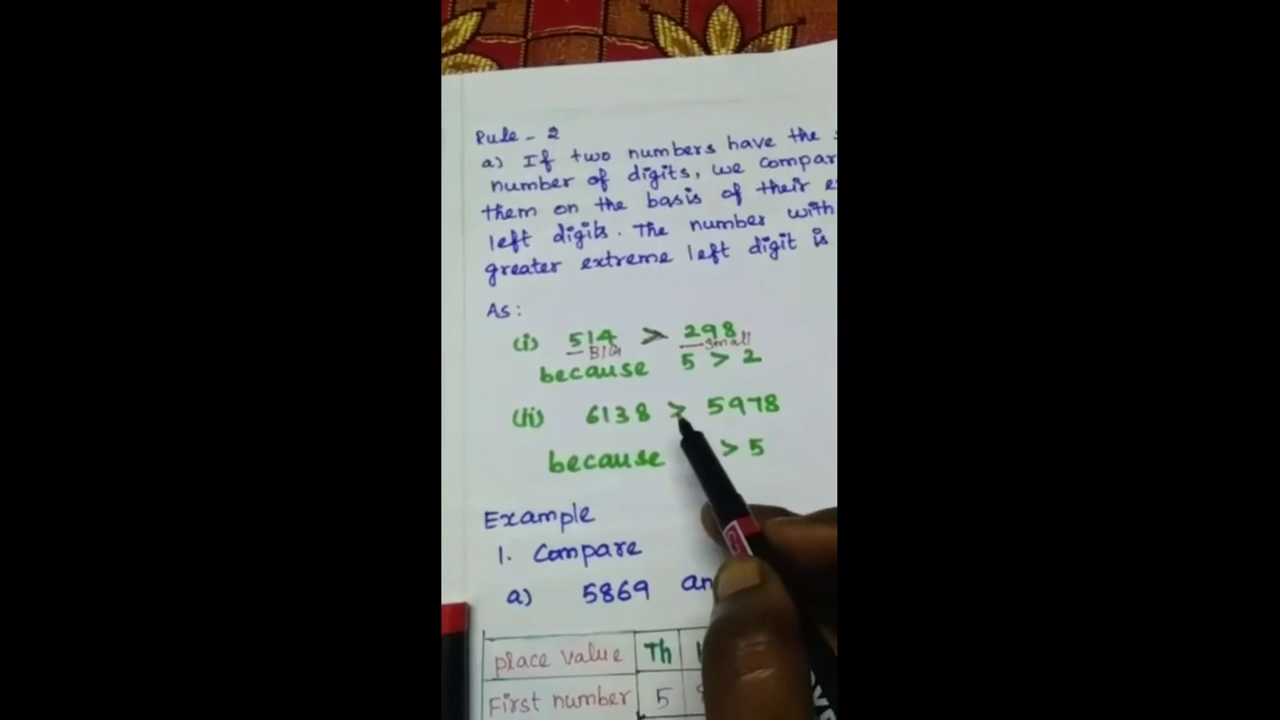 Rule - 2
a) If two numbers have the
number of digits, we compar
them on the basis of their e
left digits. The number with
greater extreme left digit is
As:
(i) 514 > 298
BIG small
because 5 > 2
(ii) 6138 > 5978
because > 5
Example
1. Compare
a) 5869 an
place value Th
First number 5